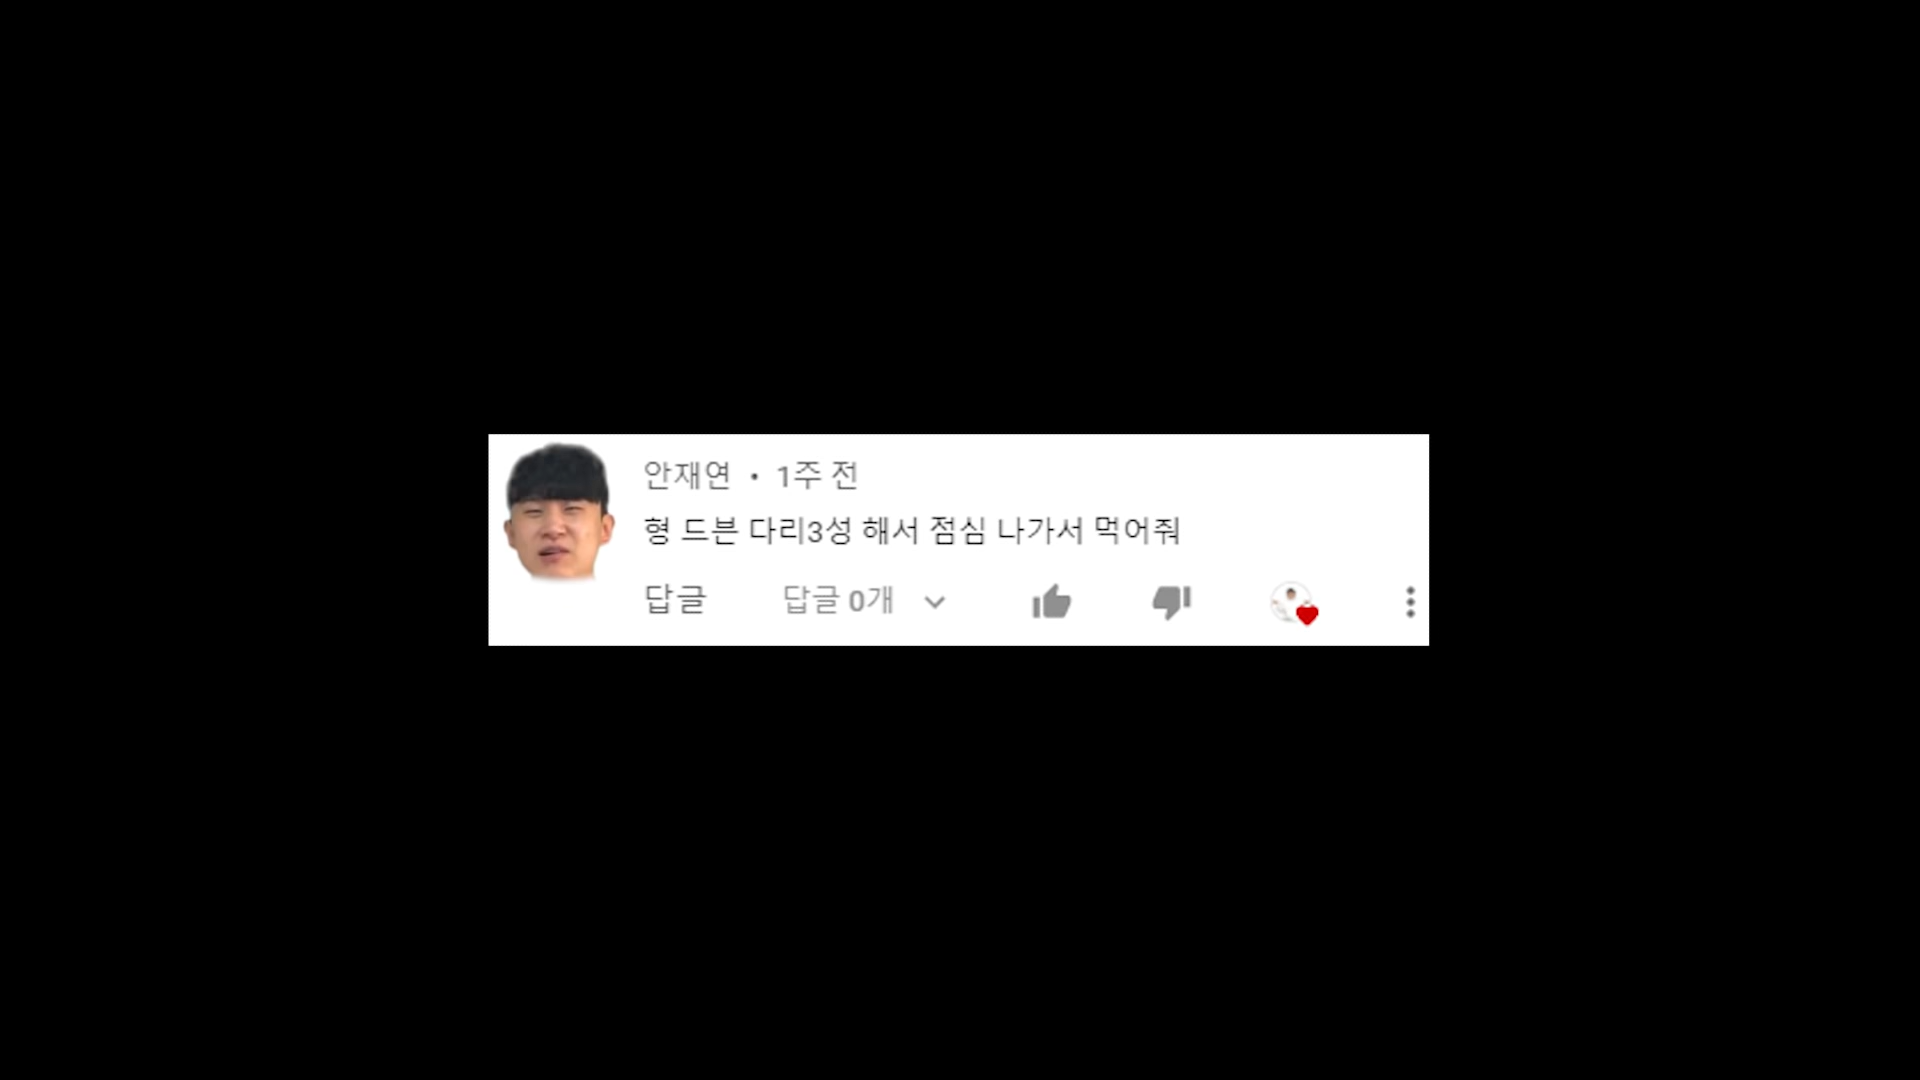 안재연 • 1주 전
형 드븐 다리3성 해서 점심 나가서 먹어줘
답글 답글 0개